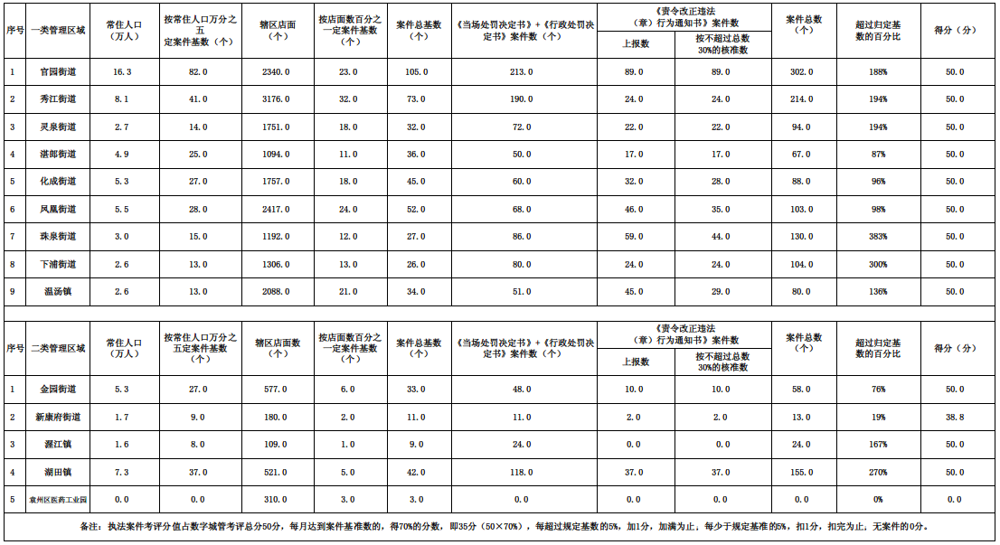 序号 一类管理区域 常住人口（万人） 按常住人口万分之五定案件基数（个） 辖区店面（个） 按店面数百分之一定案件基数（个） 案件总基数（个） 《当场处罚决定书》+《行政处罚决定书》案件数（个） 《责令改正违法（章）行为通知书》案件数 案件总数（个） 超过归定基数的百分比 得分（分）
上报数 按不超过总数30%的核准数
1 官园街道 16.3 82.0 2340.0 23.0 105.0 213.0 89.0 89.0 302.0 188% 50.0
2 秀江街道 8.1 41.0 3176.0 32.0 73.0 190.0 24.0 24.0 214.0 194% 50.0
3 灵泉街道 2.7 14.0 1751.0 18.0 32.0 72.0 22.0 22.0 94.0 194% 50.0
4 湛郎街道 4.9 25.0 1094.0 11.0 36.0 50.0 17.0 17.0 67.0 87% 50.0
5 化成街道 5.3 27.0 1757.0 18.0 45.0 60.0 32.0 28.0 88.0 96% 50.0
6 凤凰街道 5.5 28.0 2417.0 24.0 52.0 68.0 46.0 35.0 103.0 98% 50.0
7 珠泉街道 3.0 15.0 1192.0 12.0 27.0 86.0 59.0 44.0 130.0 383% 50.0
8 下浦街道 2.6 13.0 1306.0 13.0 26.0 80.0 24.0 24.0 104.0 300% 50.0
9 温汤镇 2.6 13.0 2088.0 21.0 34.0 51.0 45.0 29.0 80.0 136% 50.0
序号 二类管理区域 常住人口（万人） 按常住人口万分之五定案件基数（个） 辖区店面数（个） 按店面数百分之一定案件基数（个） 案件总基数（个） 《当场处罚决定书》+《行政处罚决定书》案件数（个） 《责令改正违法（章）行为通知书》案件数 案件总数（个） 超过归定基数的百分比 得分（分）
上报数 按不超过总数30%的核准数
1 金园街道 5.3 27.0 577.0 6.0 33.0 48.0 10.0 10.0 58.0 76% 50.0
2 新康府街道 1.7 9.0 180.0 2.0 11.0 11.0 2.0 2.0 13.0 19% 38.8
3 渥江镇 1.6 8.0 109.0 1.0 9.0 24.0 0.0 0.0 24.0 167% 50.0
4 湖田镇 7.3 37.0 521.0 5.0 42.0 118.0 37.0 37.0 155.0 270% 50.0
5 袁州区医药工业园 0.0 0.0 310.0 3.0 3.0 0.0 0.0 0.0 0.0 0% 0.0
备注：执法案件考评分值占数字城管考评总分50分，每月达到案件基准数的，得70%的分数，即35分（50×70%），每超过规定基数的5%，加1分，加满为止；每少于规定基准的5%，扣1分，扣完为止；无案件的0分。